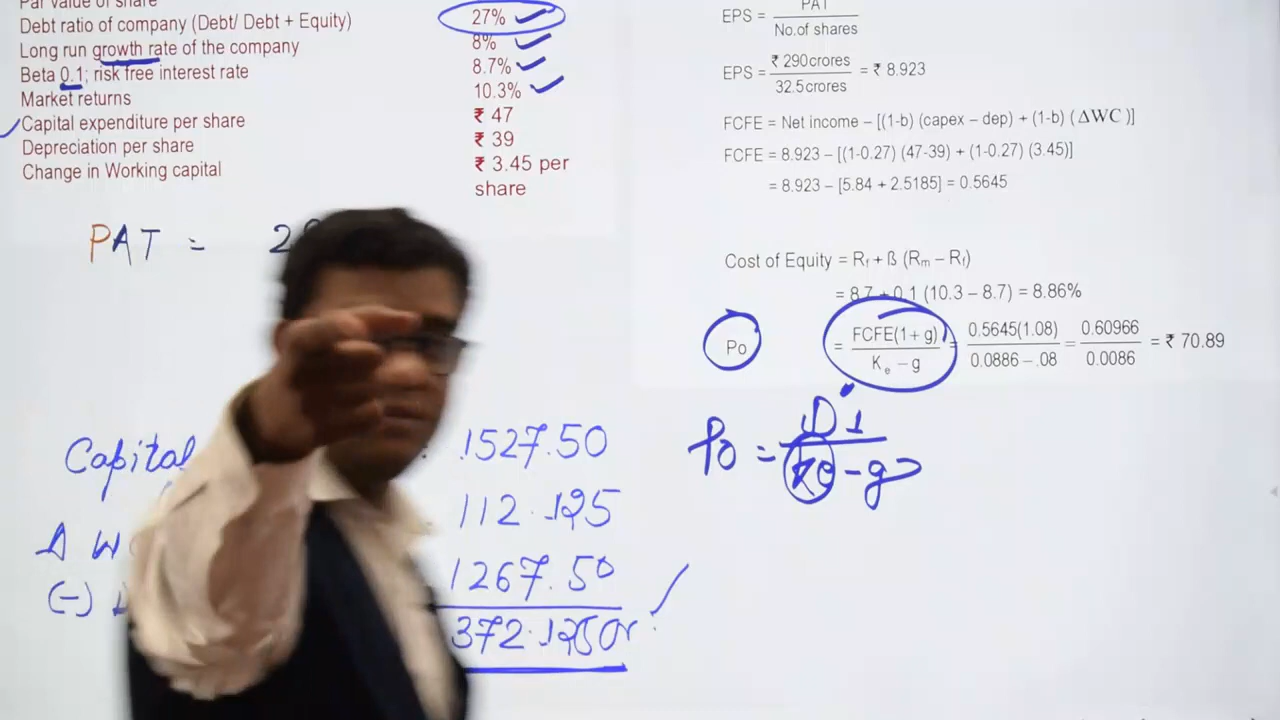 Par value of share
Debt ratio of company (Debt/ Debt + Equity) 27%
Long run growth rate of the company 8%
Beta 0.1; risk free interest rate 8.7%
Market returns 10.3%
Capital expenditure per share ₹ 47
Depreciation per share ₹ 39
Change in Working capital ₹ 3.45 per
share
PAT =
Capital 1527.50
Δ W 112.125
(-) 1267.50
372.125 Cr
EPS = PAT
No.of shares
EPS = ₹ 290crores = ₹ 8.923
32.5crores
FCFE = Net income – [(1-b) (capex – dep) + (1-b) (ΔWC)]
FCFE = 8.923 – [(1-0.27) (47-39) + (1-0.27) (3.45)]
= 8.923 – [5.84 + 2.5185] = 0.5645
Cost of Equity = Rf + ß (Rm – Rf)
= 8.7 + 0.1 (10.3 – 8.7) = 8.86%
Po = FCFE(1 + g) = 0.5645(1.08) = 0.60966 = ₹ 70.89
Ke – g 0.0886 – .08 0.0086
Po = D1
Ke - g